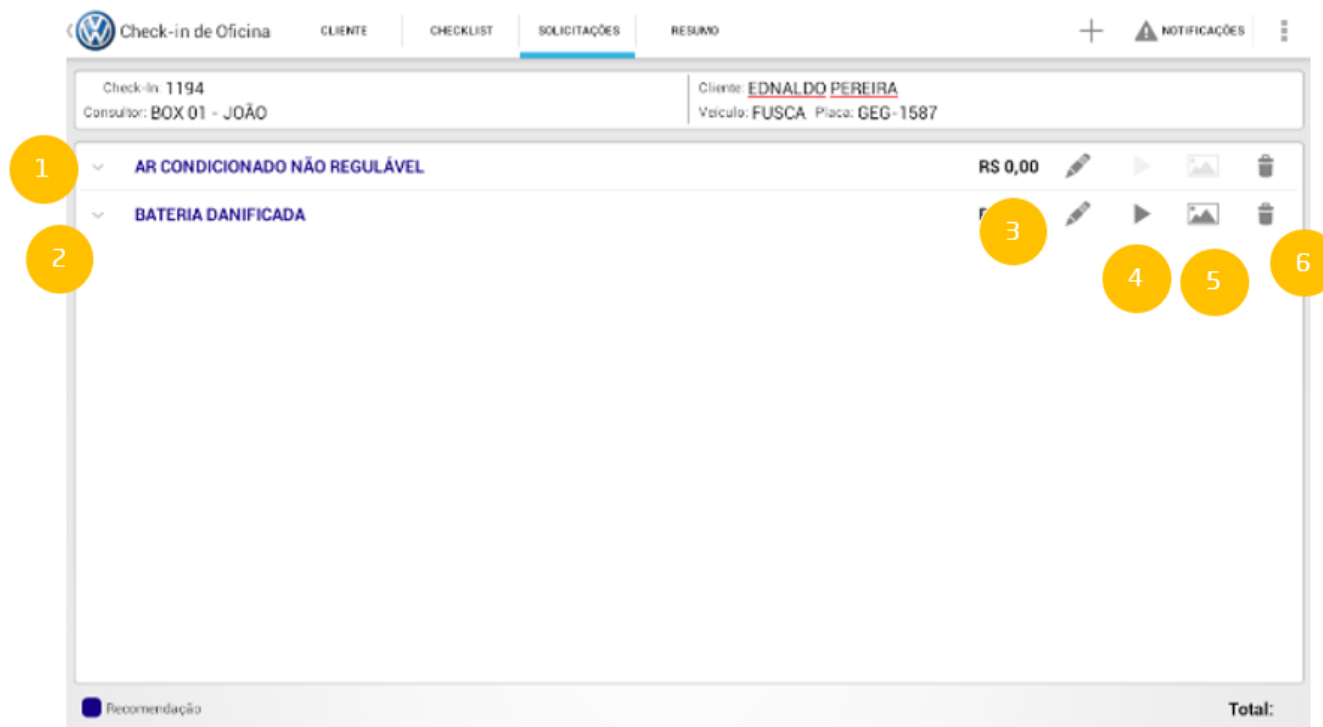 Check-in de Oficina CLIENTE CHECKLIST SOLICITAÇÕES RESUMO NOTIFICAÇÕES
Check-In: 1194 Cliente: EDNALDO PEREIRA
Consultor: BOX 01 - JOÃO Veículo: FUSCA Placa: GEG-1587
1 AR CONDICIONADO NÃO REGULÁVEL R$ 0,00
BATERIA DANIFICADA
2 3 4 5 6
Recomendação Total: